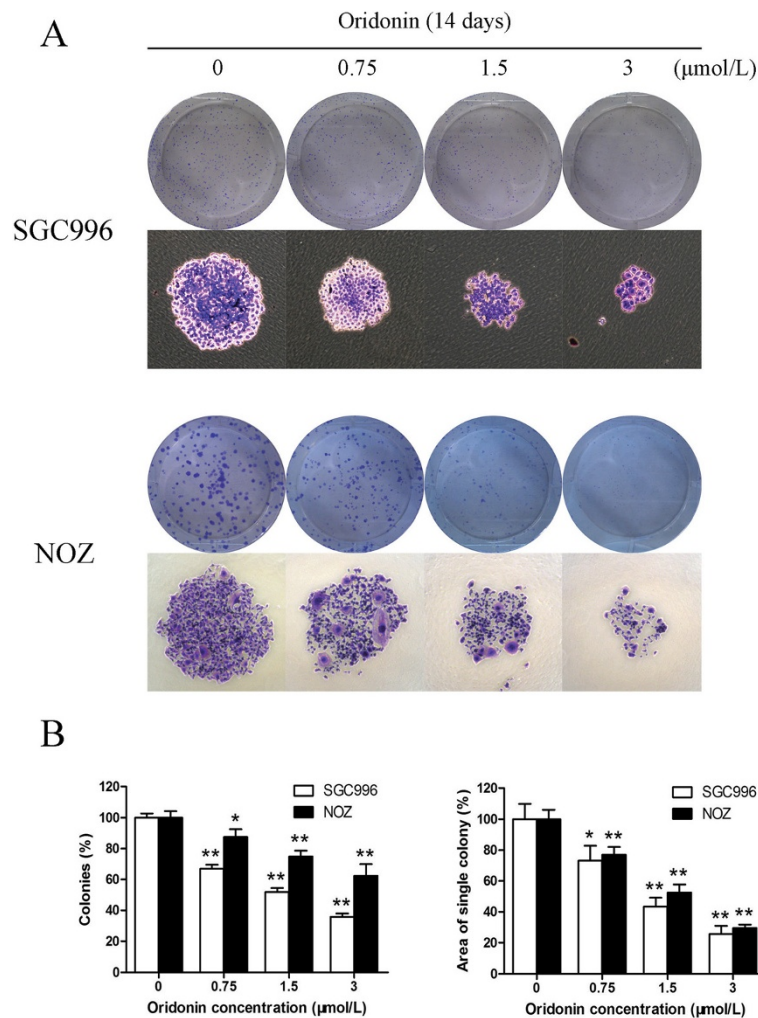 A
Oridonin (14 days)
0 0.75 1.5 3 (μmol/L)
SGC996
NOZ
B
120
100
80
60
40
20
0
Colonies (%)
SGC996
NOZ
** * ** ** ** **
0 0.75 1.5 3
Oridonin concentration (μmol/L)
120
100
80
60
40
20
0
Area of single colony (%)
SGC996
NOZ
* ** ** ** ** **
0 0.75 1.5 3
Oridonin concentration (μmol/L)